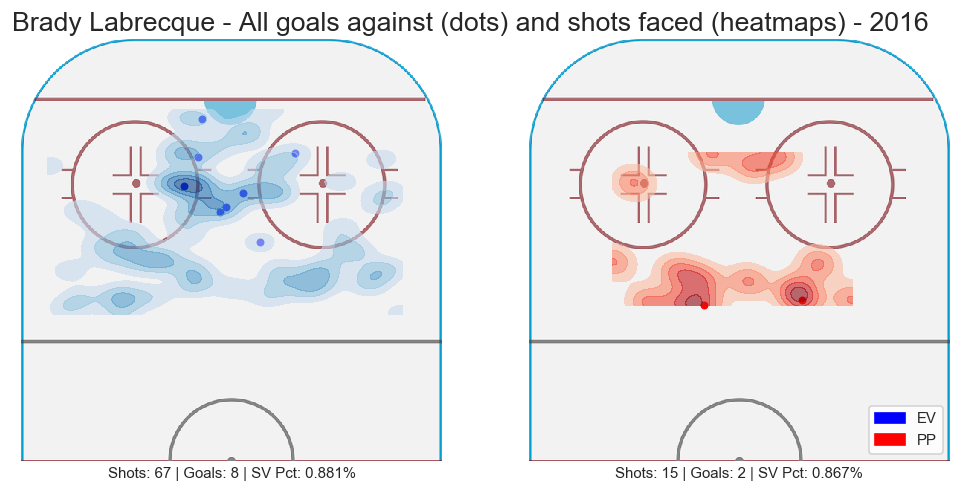 Brady Labrecque - All goals against (dots) and shots faced (heatmaps) - 2016
EV
PP
Shots: 67 | Goals: 8 | SV Pct: 0.881%
Shots: 15 | Goals: 2 | SV Pct: 0.867%